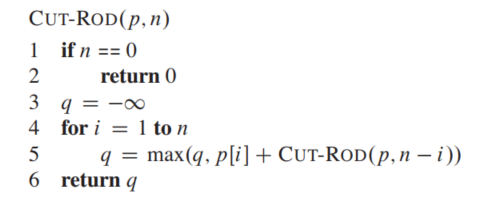 CUT-ROD(p, n)
1 if n == 0
2 return 0
3 q = −∞
4 for i = 1 to n
5 q = max(q, p[i] + CUT-ROD(p, n − i))
6 return q